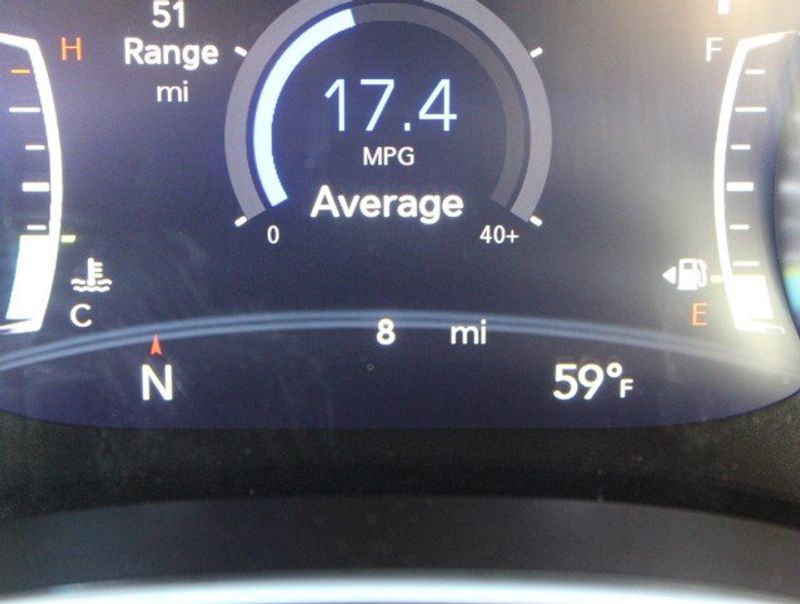 51
H
Range
F
mi
17.4
MPG
Average
0
40+
C
E
8 mi
N
59°F